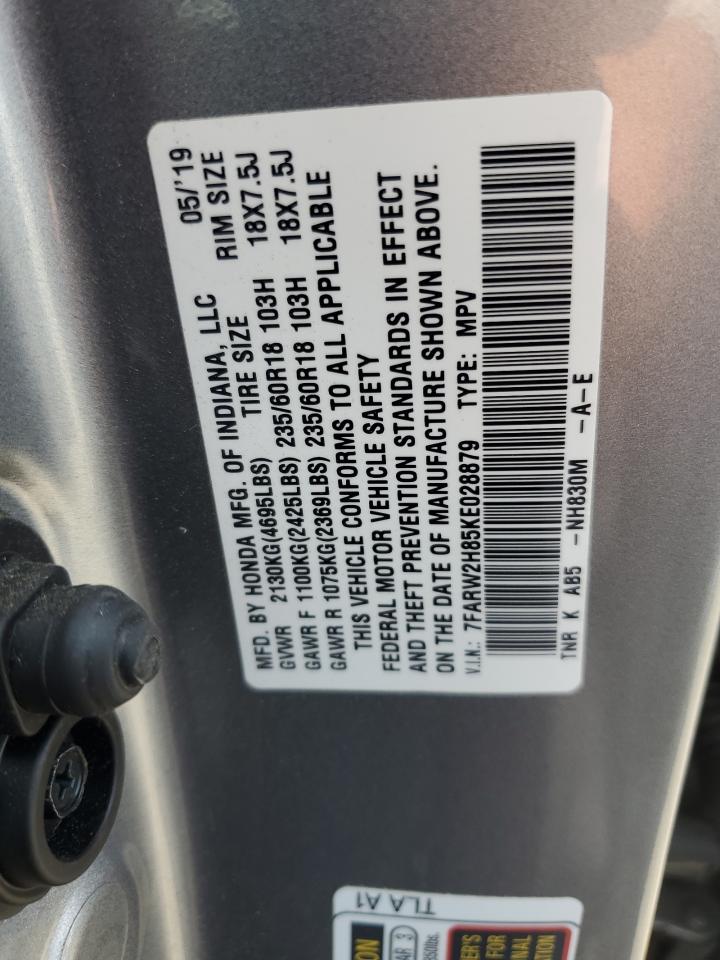 MFD. BY HONDA MFG. OF INDIANA, LLC 05/'19
TIRE SIZE RIM SIZE
GVWR 2130KG(4695LBS)
GAWR F 1100KG(2425LBS) 235/60R18 103H 18X7.5J
GAWR R 1075KG(2369LBS) 235/60R18 103H 18X7.5J
THIS VEHICLE CONFORMS TO ALL APPLICABLE
FEDERAL MOTOR VEHICLE SAFETY
AND THEFT PREVENTION STANDARDS IN EFFECT
ON THE DATE OF MANUFACTURE SHOWN ABOVE.
V.I.N.: 7FARW2H85KE028879 TYPE: MPV
TNR K AB5 -NH830M -A-E
TLA A1